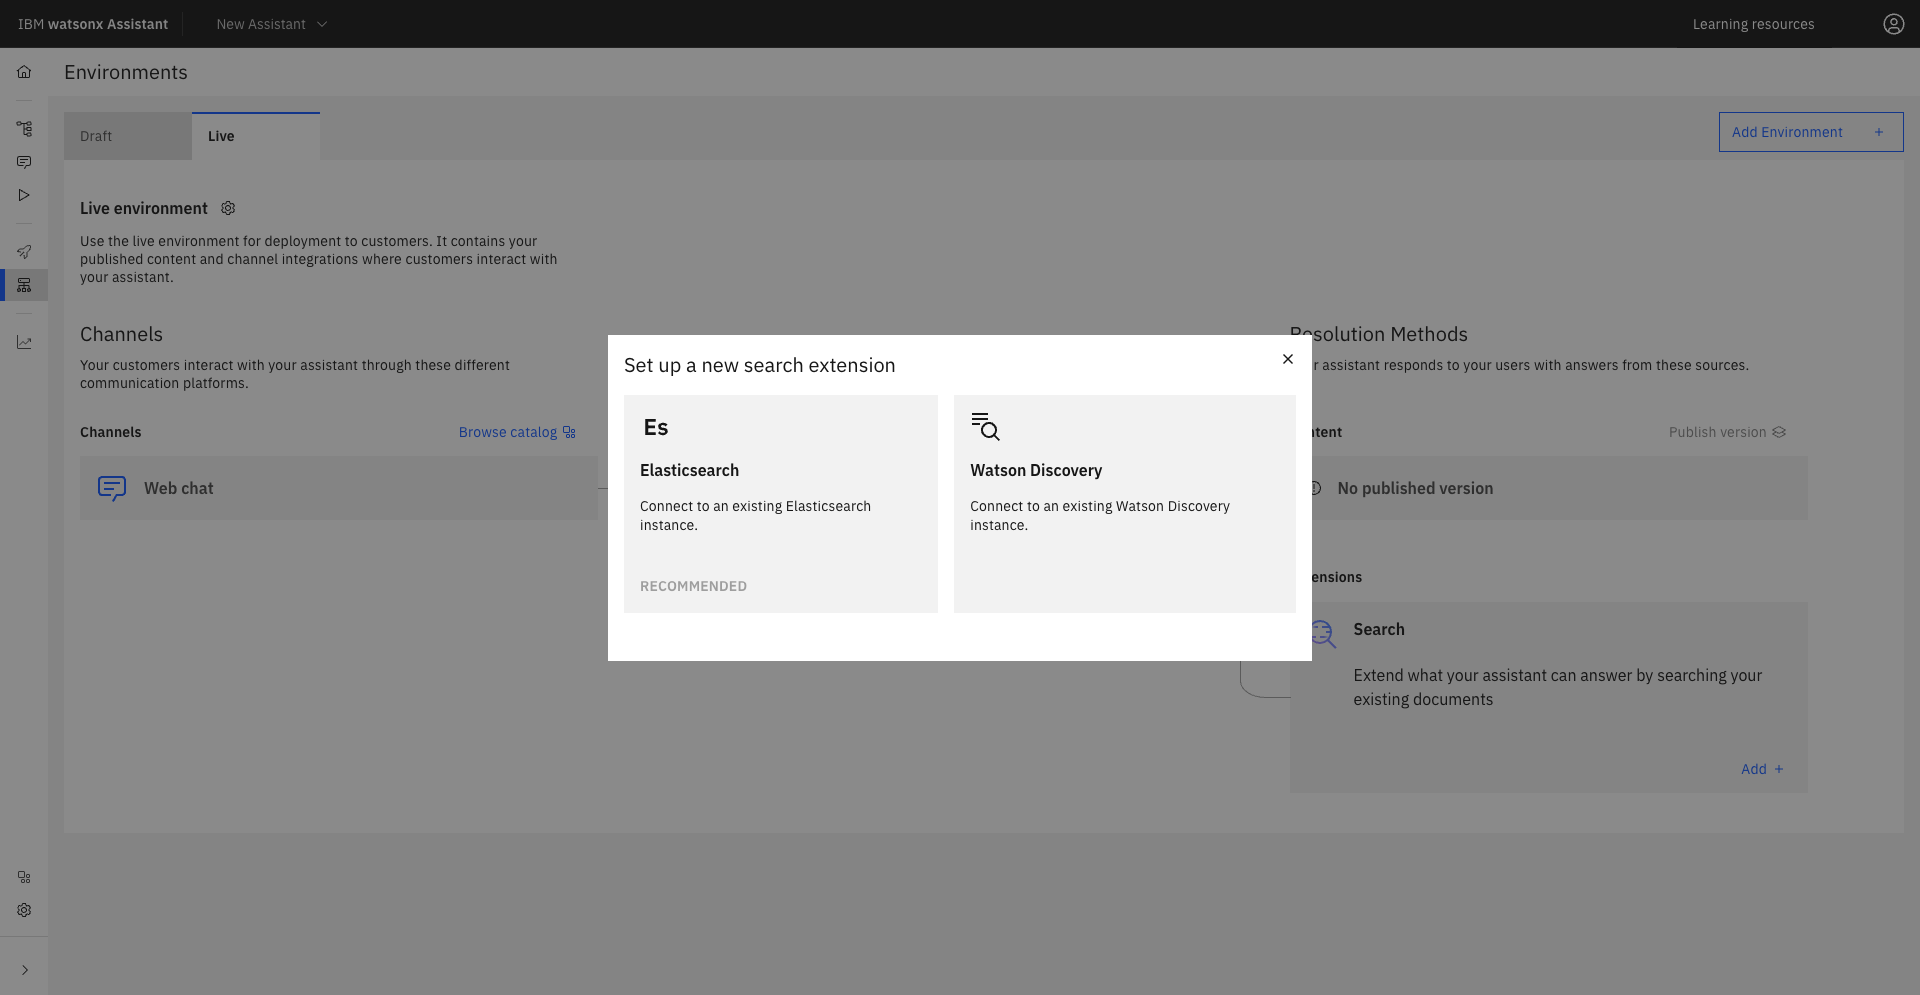 IBM watsonx Assistant
New Assistant
Learning resources
Environments
Draft
Live
Add Environment +
Live environment
Use the live environment for deployment to customers. It contains your
published content and channel integrations where customers interact with
your assistant.
Channels
Your customers interact with your assistant through these different
communication platforms.
Channels
Browse catalog
Web chat
Set up a new search extension
Es
Elasticsearch
Connect to an existing Elasticsearch
instance.
RECOMMENDED
Watson Discovery
Connect to an existing Watson Discovery
instance.
Resolution Methods
assistant responds to your users with answers from these sources.
Publish version
No published version
Search
Extend what your assistant can answer by searching your
existing documents
Add +